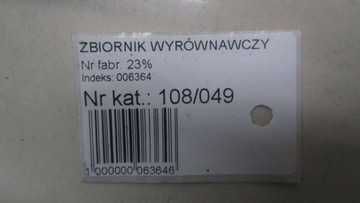 ZBIORNIK WYRÓWNAWCZY
Nr fabr. 23%
Indeks: 006364
Nr kat.: 108/049
1 000000 063646